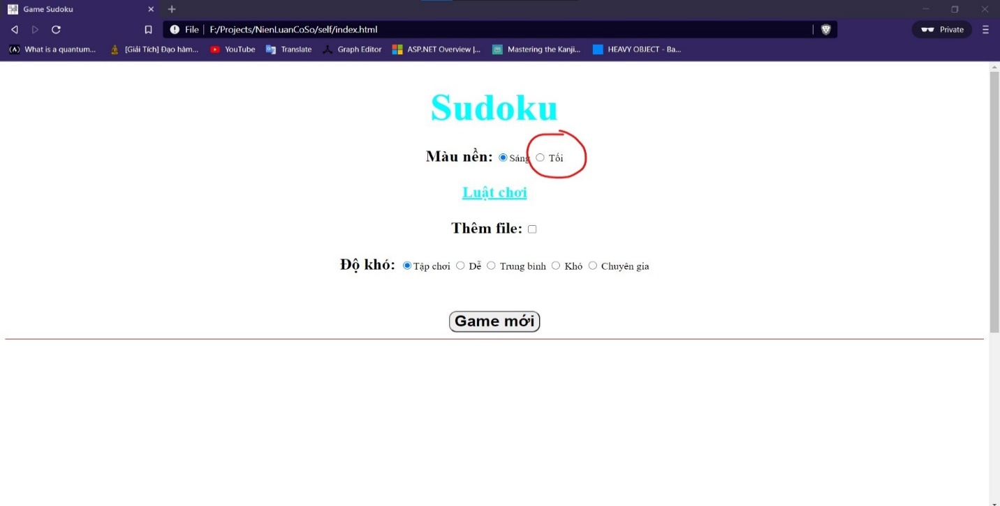 Game Sudoku
File F:/Projects/NienLuanCoSo/self/index.html Private
What is a quantum... [Giải Tích] Đạo hàm... YouTube Translate Graph Editor ASP.NET Overview |... Mastering the Kanji... HEAVY OBJECT - Ba...
Sudoku
Màu nền: Sáng Tối
Luật chơi
Thêm file:
Độ khó: Tập chơi Dễ Trung bình Khó Chuyên gia
Game mới